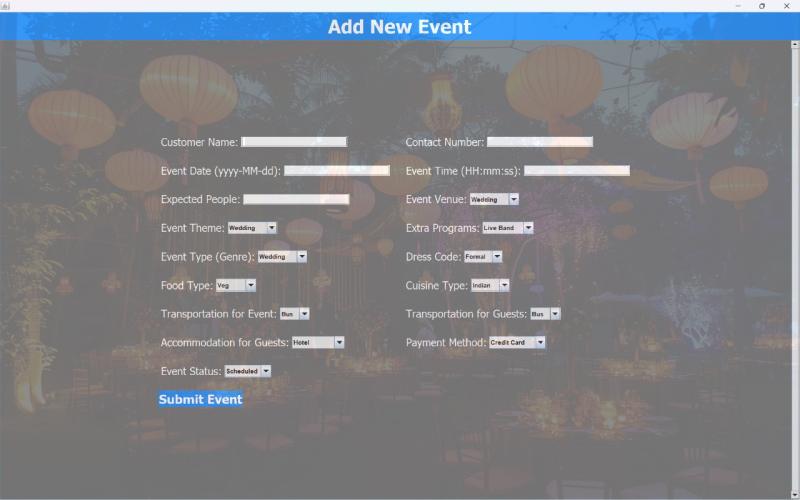 Add New Event
Customer Name: Contact Number:
Event Date (yyyy-MM-dd): Event Time (HH:mm:ss):
Expected People: Event Venue: Wedding
Event Theme: Wedding Extra Programs: Live Band
Event Type (Genre): Wedding Dress Code: Formal
Food Type: Veg Cuisine Type: Indian
Transportation for Event: Bus Transportation for Guests: Bus
Accommodation for Guests: Hotel Payment Method: Credit Card
Event Status: Scheduled
Submit Event